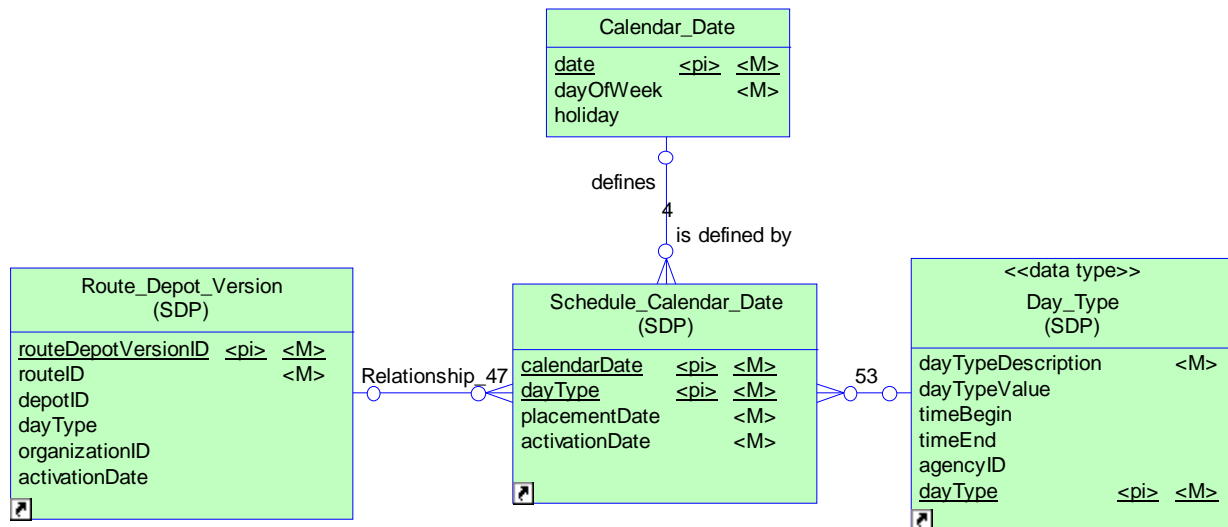 Calendar_Date
date <pi> <M>
dayOfWeek <M>
holiday
defines
4
is defined by
Route_Depot_Version
(SDP)
routeDepotVersionID <pi> <M>
routeID <M>
depotID
dayType
organizationID
activationDate
Relationship_47
Schedule_Calendar_Date
(SDP)
calendarDate <pi> <M>
dayType <pi> <M>
placementDate <M>
activationDate <M>
53
<<data type>>
Day_Type
(SDP)
dayTypeDescription <M>
dayTypeValue
timeBegin
timeEnd
agencyID
dayType <pi> <M>